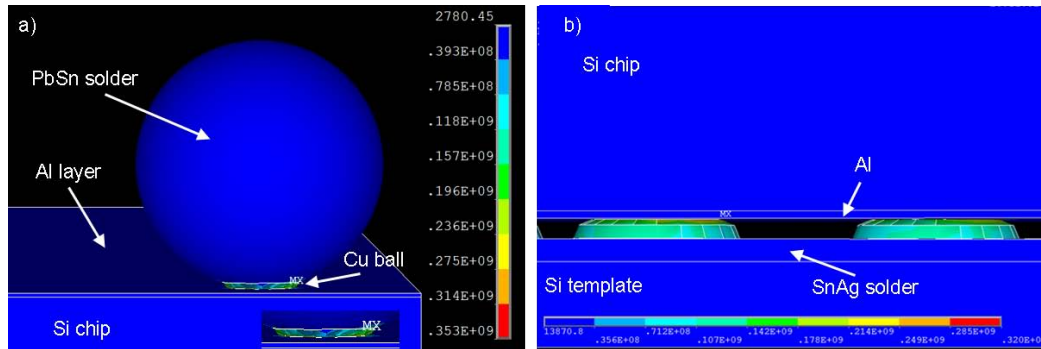 a)
PbSn solder
Al layer
Cu ball
MX
Si chip
MX
2780.45
.393E+08
.785E+08
.118E+09
.157E+09
.196E+09
.236E+09
.275E+09
.314E+09
.353E+09
b)
Si chip
Al
MX
Si template
SnAg solder
13870.8
.712E+08
.142E+09
.214E+09
.285E+09
.356E+08
.107E+09
.178E+09
.249E+09
.320E+0